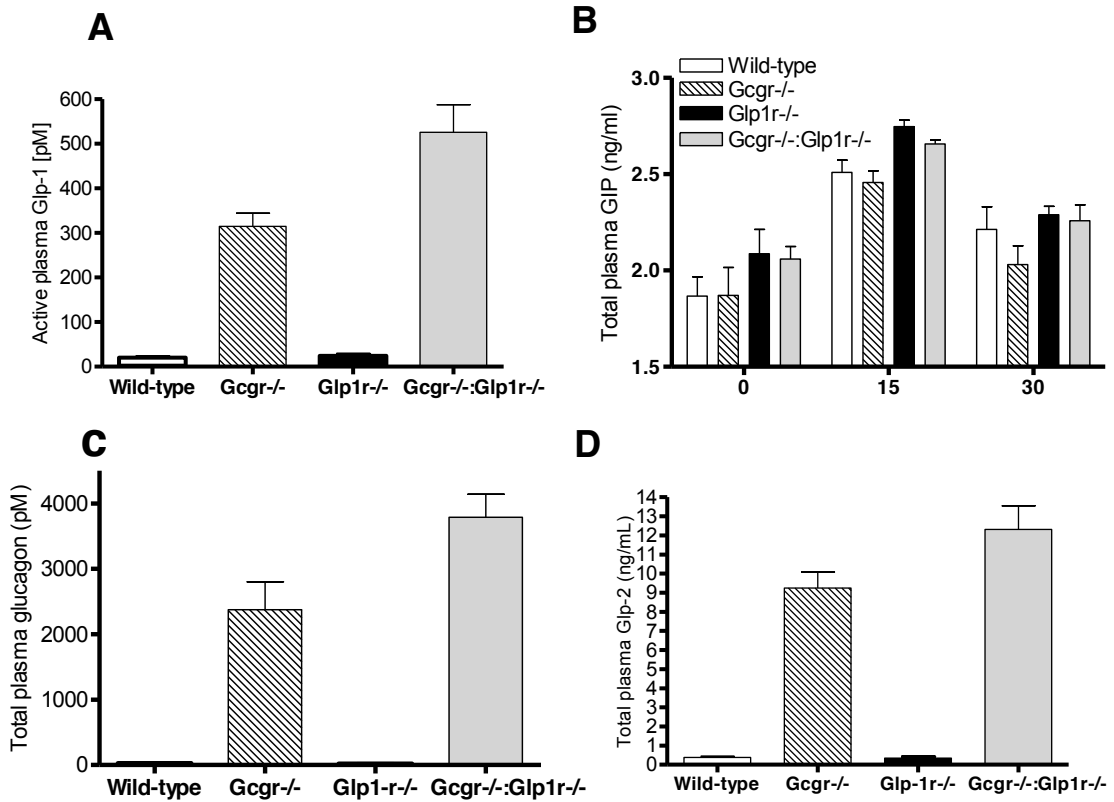 A
Active plasma Glp-1 [pM]
600
500
400
300
200
100
0
Wild-type Gcgr-/- Glp1r-/- Gcgr-/-:Glp1r-/-
B
Wild-type
Gcgr-/-
Glp1r-/-
Gcgr-/-:Glp1r-/-
Total plasma GIP (ng/ml)
3.0
2.5
2.0
1.5
0 15 30
C
Total plasma glucagon (pM)
4000
3000
2000
1000
0
Wild-type Gcgr-/- Glp1-r-/- Gcgr-/-:Glp1r-/-
D
Total plasma Glp-2 (ng/mL)
14
13
12
11
10
9
8
7
6
5
4
3
2
1
0
Wild-type Gcgr-/- Glp-1r-/- Gcgr-/-:Glp1r-/-